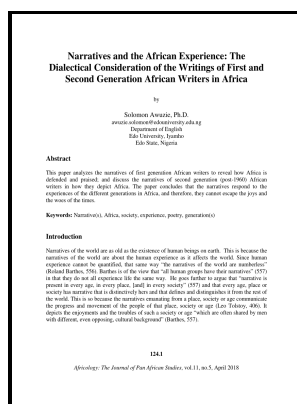 Narratives and the African Experience: The
Dialectical Consideration of the Writings of First and
Second Generation African Writers in Africa
by
Solomon Awuzie, Ph.D.
awuzie.solomon@edouniversity.edu.ng
Department of English
Edo University, Iyamho
Edo State, Nigeria
Abstract
This paper analyzes the narratives of first generation African writers to reveal how Africa is
defended and praised; and discuss the narratives of second generation (post-1960) African
writers in how they depict Africa. The paper concludes that the narratives respond to the
experiences of the different generations in Africa, and therefore, they cannot escape the joys and
the woes of the times.
Keywords: Narrative(s), Africa, society, experience, poetry, generation(s)
Introduction
Narratives of the world are as old as the existence of human beings on earth. This is because the
narratives of the world are about the human experience as it affects the world. Since human
experience cannot be quantified, that same way "the narratives of the world are numberless"
(Roland Barthes, 556). Barthes is of the view that "all human groups have their narratives" (557)
in that they do not all experience life the same way. He goes further to argue that "narrative is
present in every age, in every place, [and] in every society" (557) and that every age, place or
society has narrative that is distinctively hers and that defines and distinguishes it from the rest of
the world. This is so because the narratives emanating from a place, society or age communicate
the progress and movement of the people of that place, society or age (Leo Tolstoy, 406). It
depicts the enjoyments and the troubles of such a society or age "which are often shared by men
with different, even opposing, cultural background" (Barthes, 557).
124.1
Africology: The Journal of Pan African Studies, vol.11, no.5, April 2018